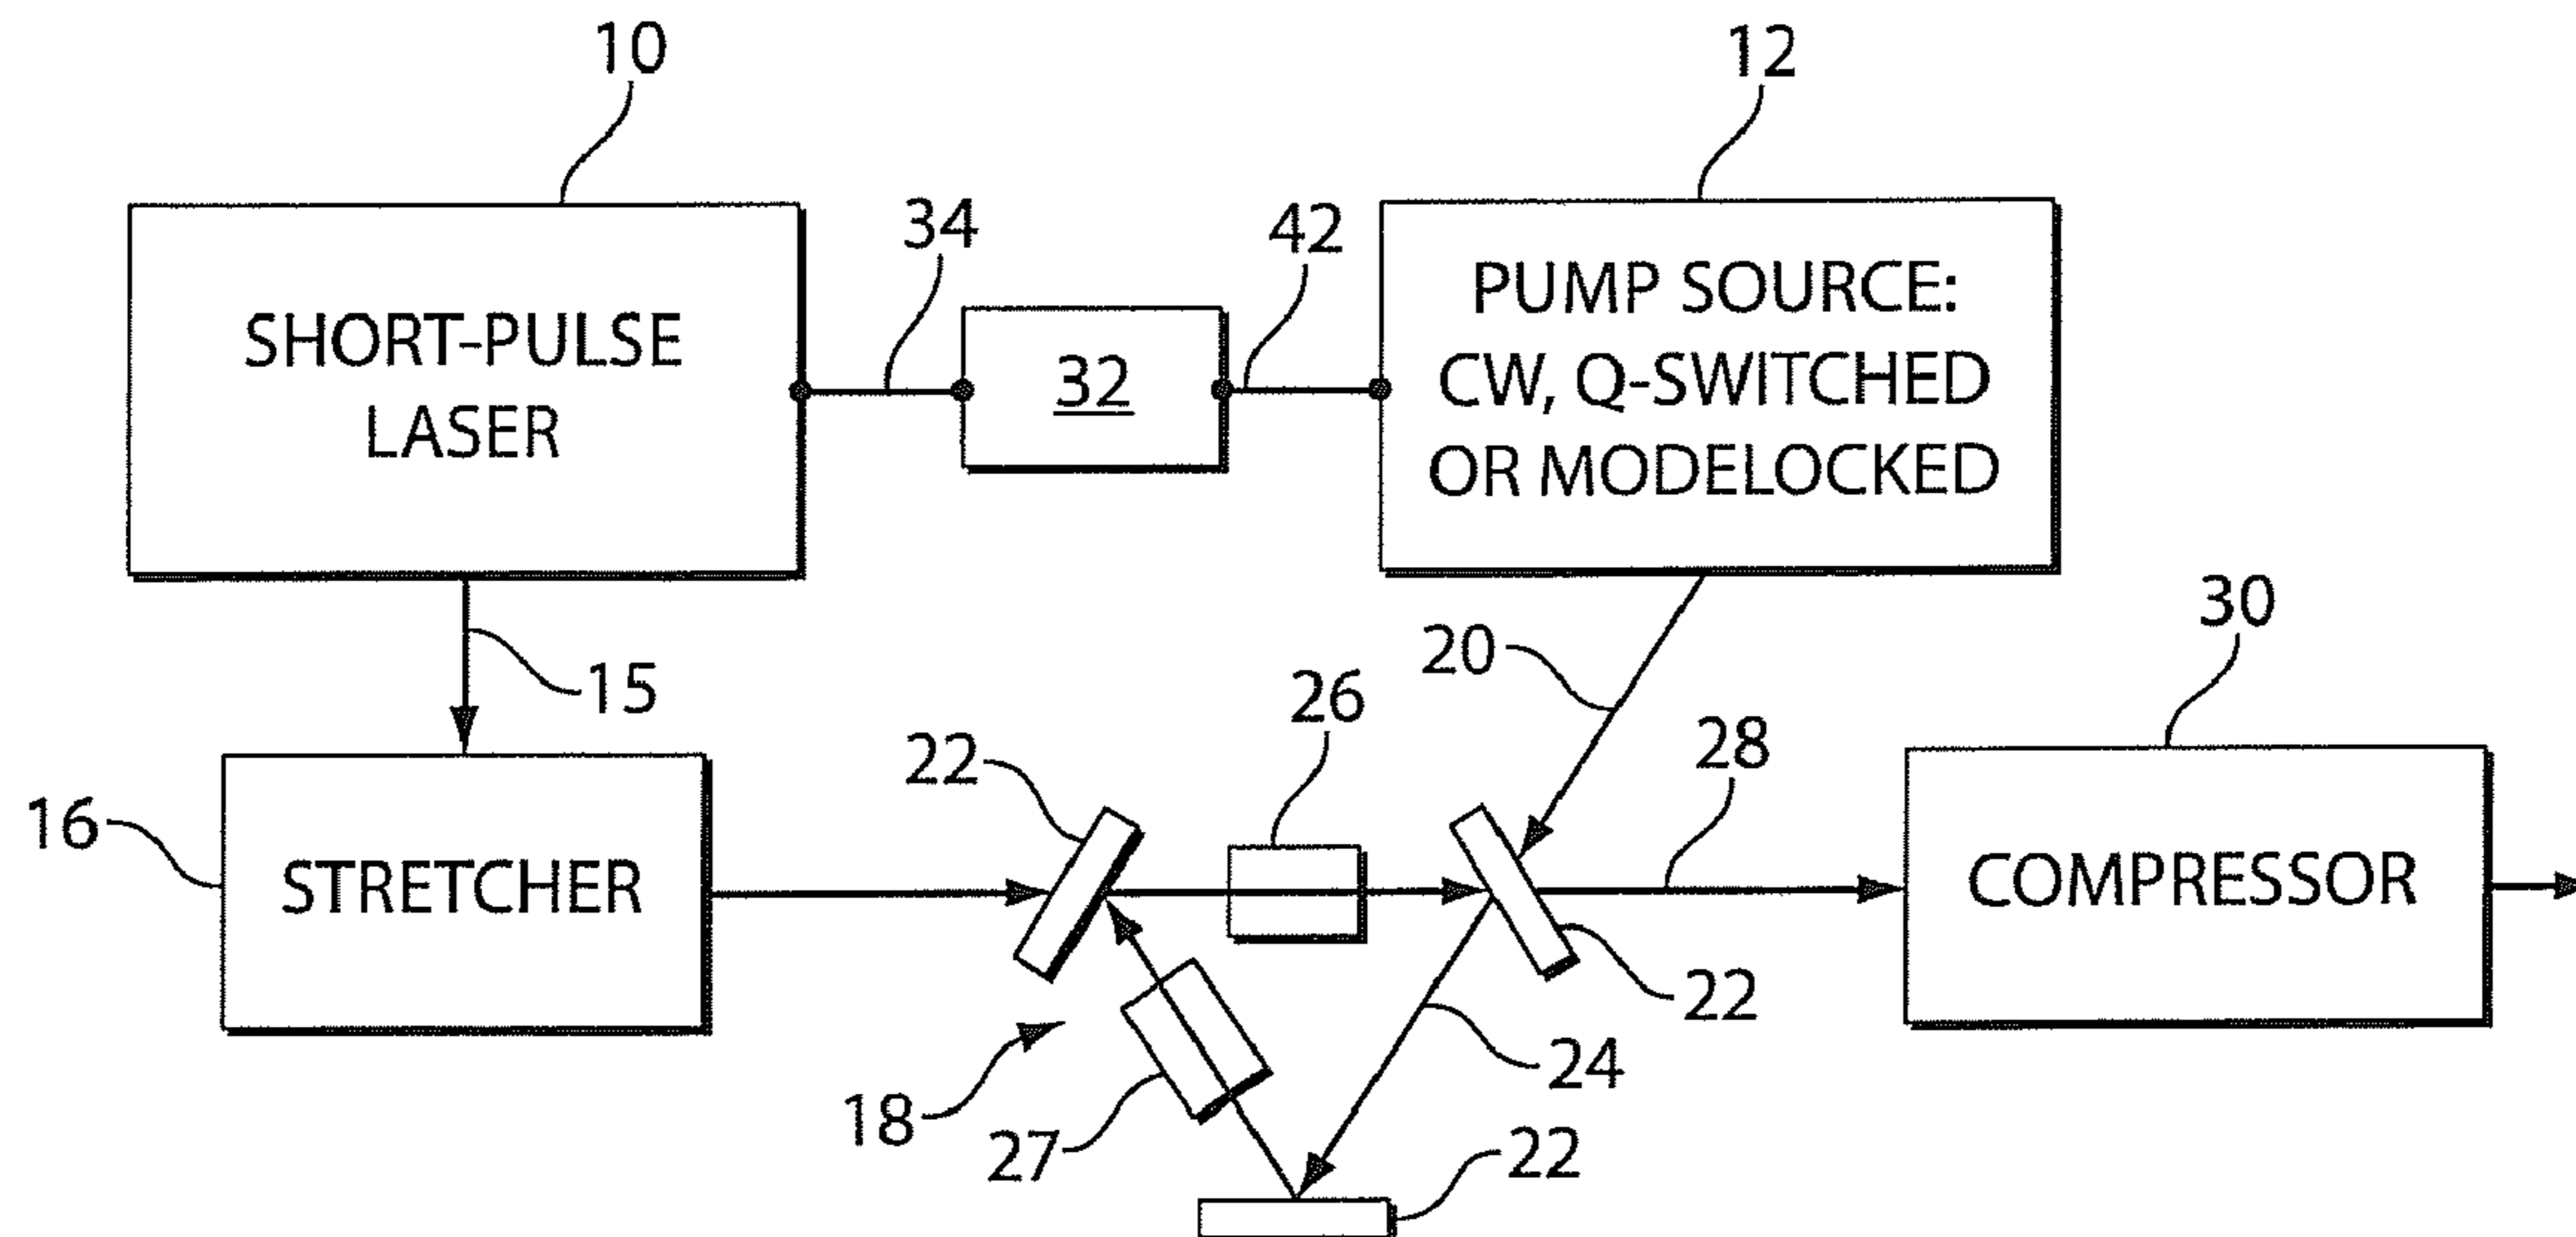 10
12
34
42
SHORT-PULSE
LASER
32
PUMP SOURCE:
CW, Q-SWITCHED
OR MODELOCKED
30
20
15
26
28
22
16
STRETCHER
COMPRESSOR
22
24
18
27
22